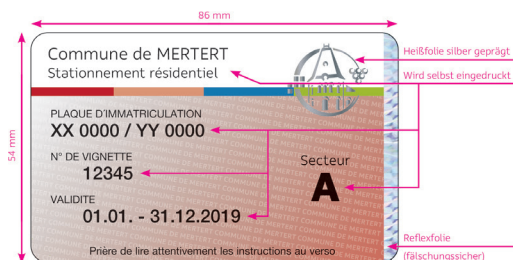 86 mm
54 mm
Commune de MERTERT
Stationnement résidentiel
PLAQUE D'IMMATRICULATION
XX 0000 / YY 0000
N° DE VIGNETTE
12345
VALIDITE
01.01. - 31.12.2019
Secteur
A
Prière de lire attentivement les instructions au verso
Heißfolie silber geprägt
Wird selbst eingedruckt
Reflexfolie
(fälschungssicher)